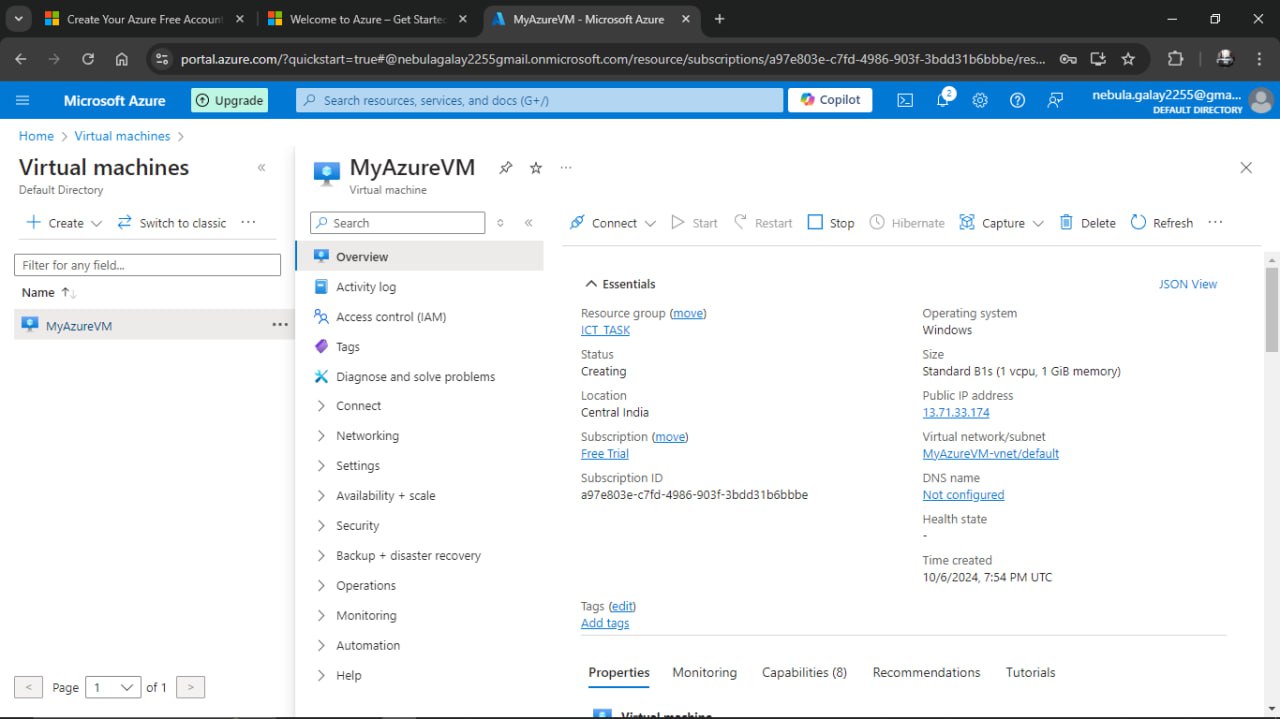 Create Your Azure Free Account
Welcome to Azure – Get Starte
MyAzureVM - Microsoft Azure
portal.azure.com/?quickstart=true#@nebulagalay2255gmail.onmicrosoft.com/resource/subscriptions/a97e803e-c7fd-4986-903f-3bdd31b6bbbe/res...
Microsoft Azure
Upgrade
Search resources, services, and docs (G+/)
Copilot
2
nebula.galay2255@gma...
DEFAULT DIRECTORY
Home > Virtual machines >
Virtual machines
Default Directory
Create
Switch to classic
Filter for any field...
Name
MyAzureVM
< Page 1 of 1 >
MyAzureVM
Virtual machine
Search
Overview
Activity log
Access control (IAM)
Tags
Diagnose and solve problems
Connect
Networking
Settings
Availability + scale
Security
Backup + disaster recovery
Operations
Monitoring
Automation
Help
Connect Start Restart Stop Hibernate Capture Delete Refresh
Essentials
JSON View
Resource group (move)
ICT_TASK
Status
Creating
Location
Central India
Subscription (move)
Free Trial
Subscription ID
a97e803e-c7fd-4986-903f-3bdd31b6bbbe
Operating system
Windows
Size
Standard B1s (1 vcpu, 1 GiB memory)
Public IP address
13.71.33.174
Virtual network/subnet
MyAzureVM-vnet/default
DNS name
Not configured
Health state
-
Time created
10/6/2024, 7:54 PM UTC
Tags (edit)
Add tags
Properties Monitoring Capabilities (8) Recommendations Tutorials
Virtual machine